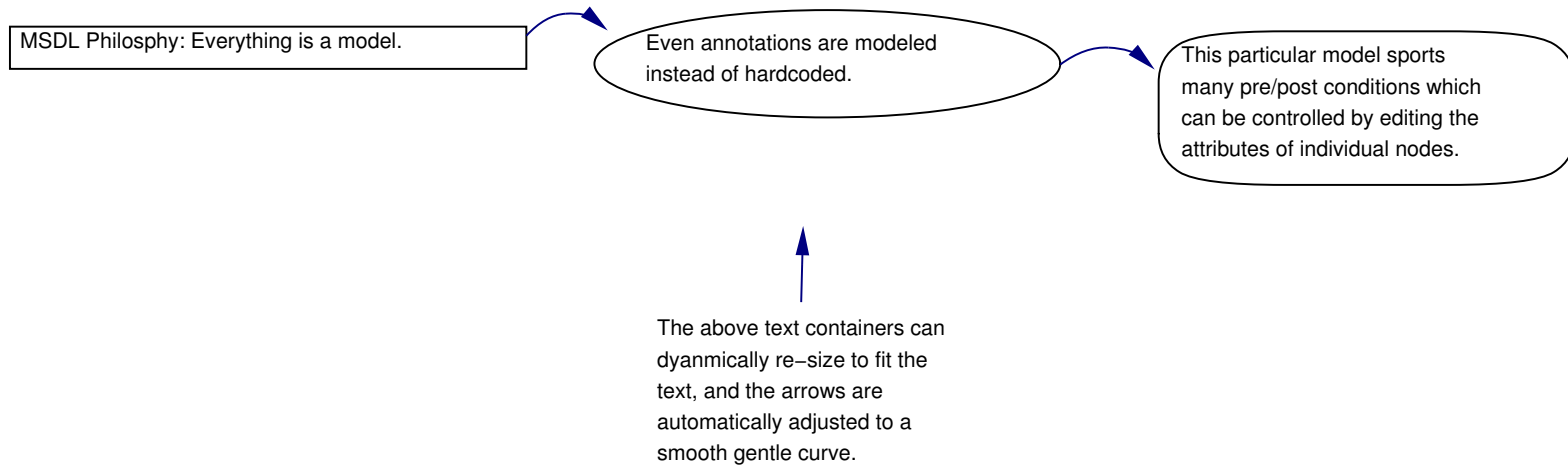 MSDL Philosphy: Everything is a model.
Even annotations are modeled
instead of hardcoded.
This particular model sports
many pre/post conditions which
can be controlled by editing the
attributes of individual nodes.
The above text containers can
dyanmically re−size to fit the
text, and the arrows are
automatically adjusted to a
smooth gentle curve.